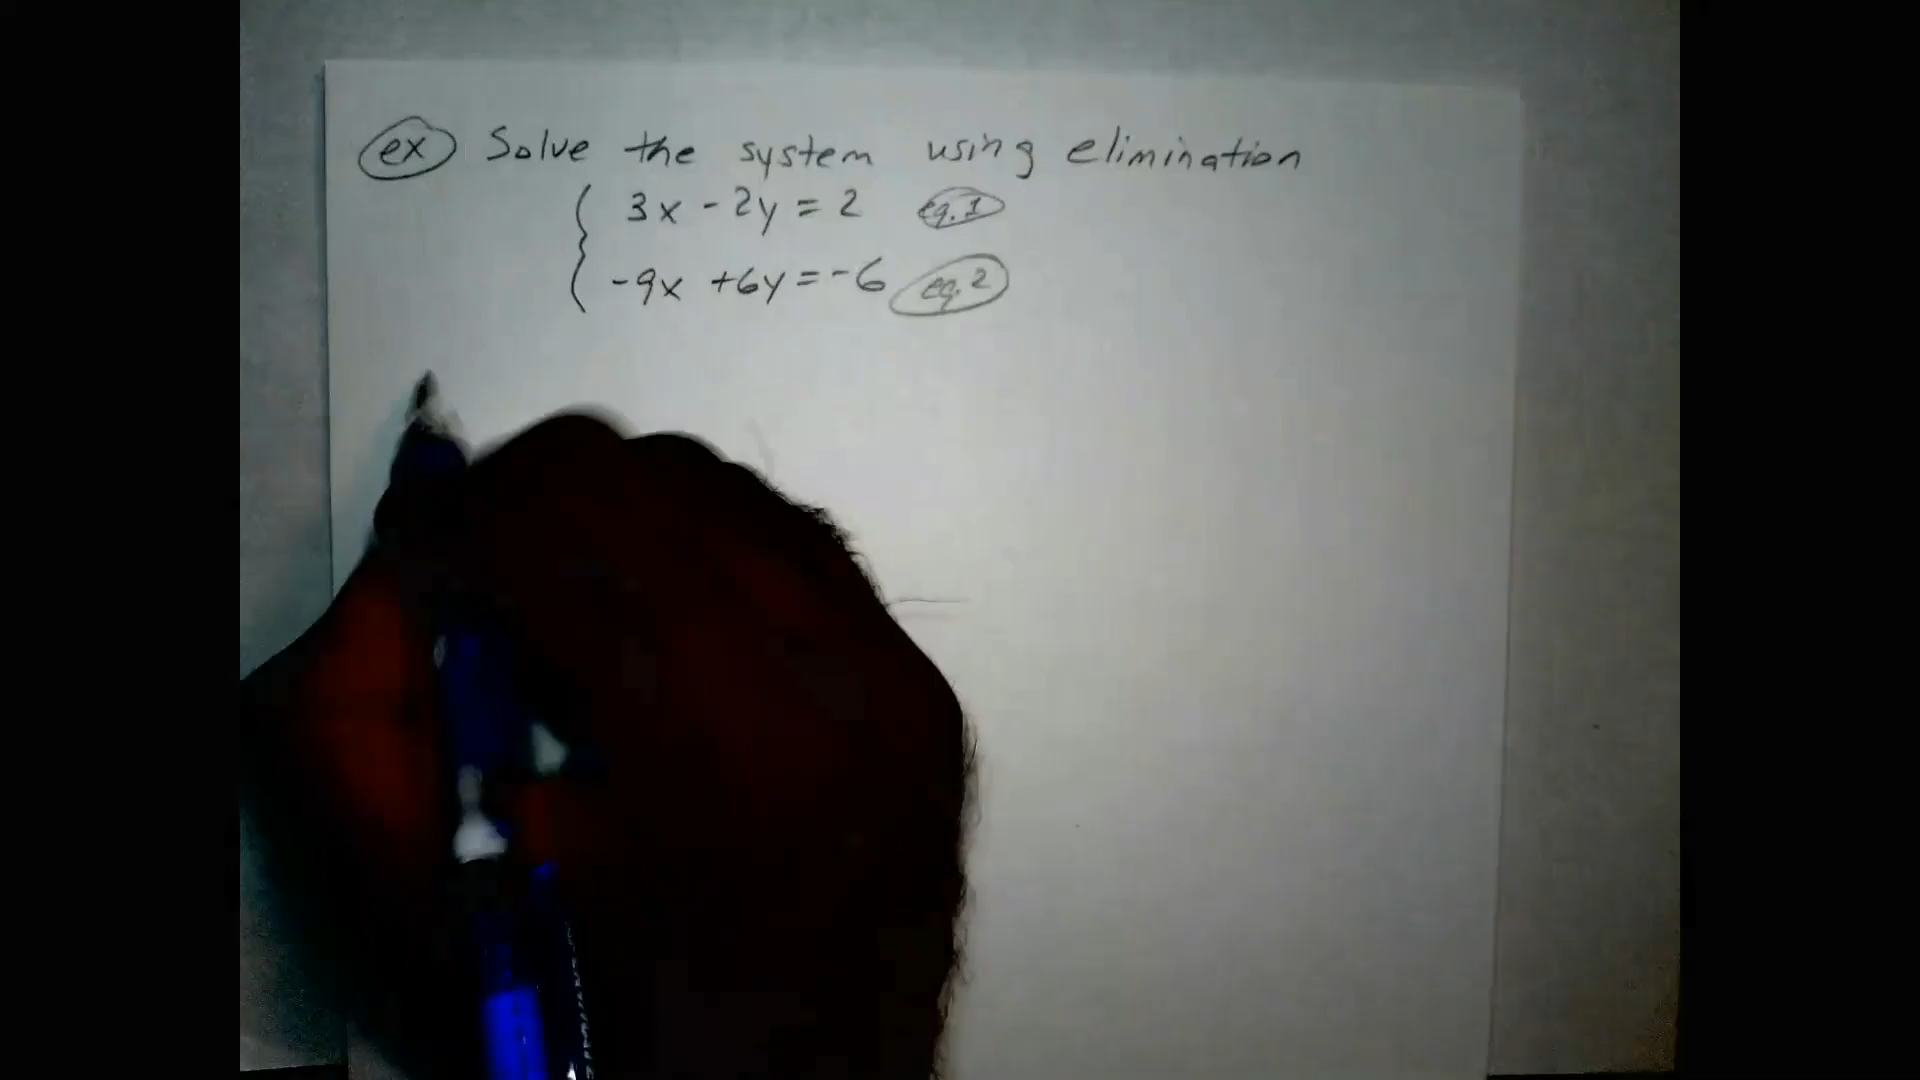 ex Solve the system using elimination
3x - 2y = 2 eq. 1
-9x +6y = -6 eq. 2